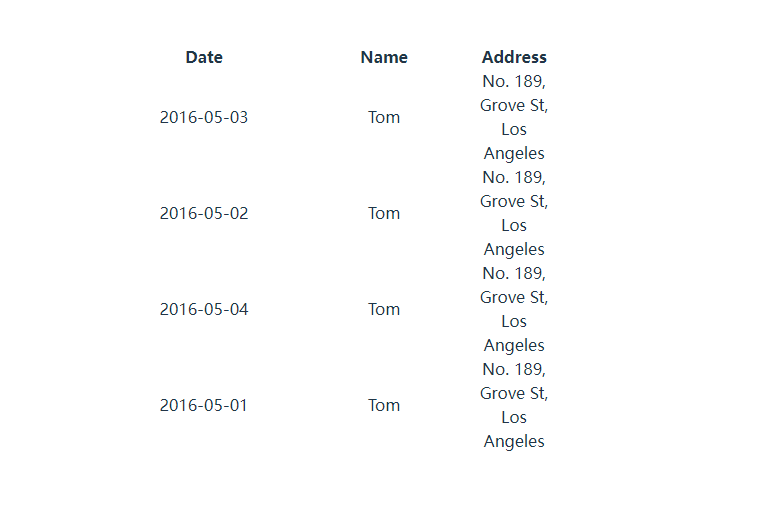 Date Name Address
2016-05-03 Tom No. 189,
Grove St,
Los
Angeles
2016-05-02 Tom No. 189,
Grove St,
Los
Angeles
2016-05-04 Tom No. 189,
Grove St,
Los
Angeles
2016-05-01 Tom No. 189,
Grove St,
Los
Angeles